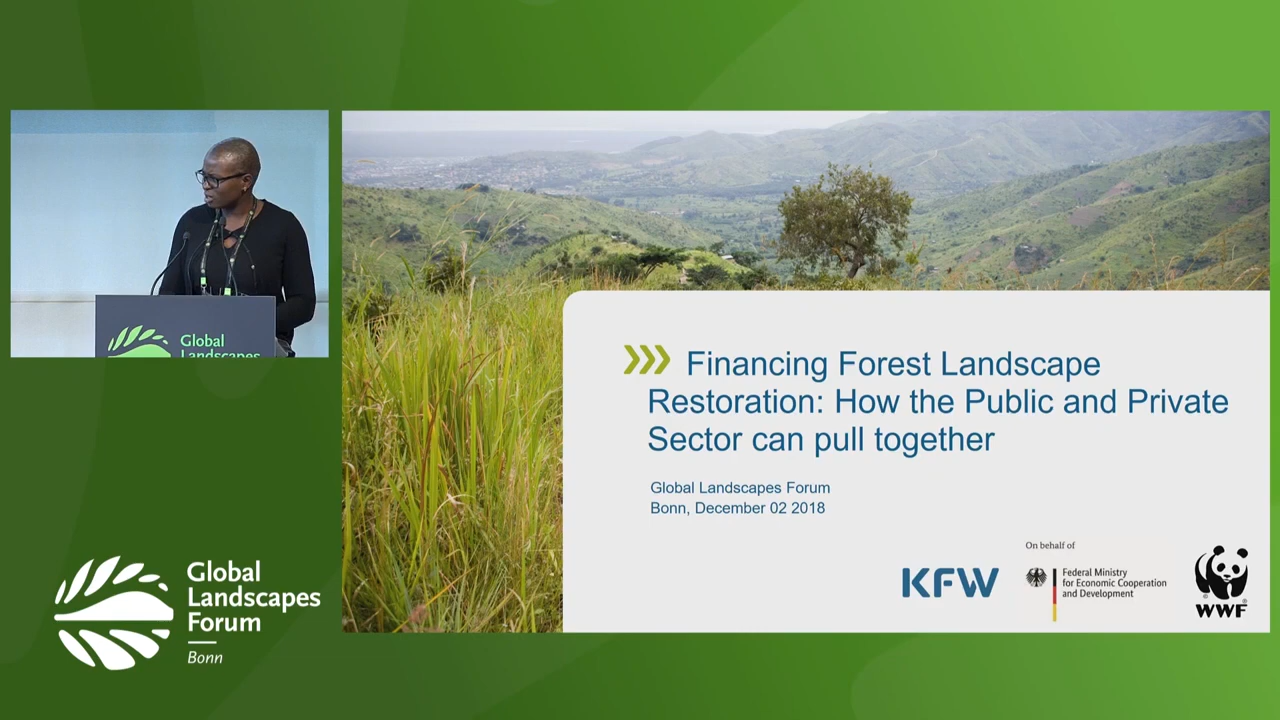 Global
Landscapes
Financing Forest Landscape
Restoration: How the Public and Private
Sector can pull together
Global Landscapes Forum
Bonn, December 02 2018
On behalf of
KFW
Federal Ministry
for Economic Cooperation
and Development
WWF
Global
Landscapes
Forum
Bonn